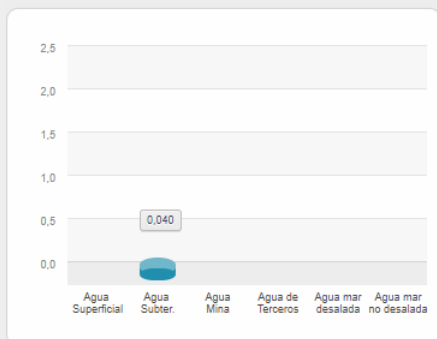 2,5
2,0
1,5
1,0
0,5
0,040
0,0
Agua Superficial
Agua Subter.
Agua Mina
Agua de Terceros
Agua mar desalada
Agua mar no desalada